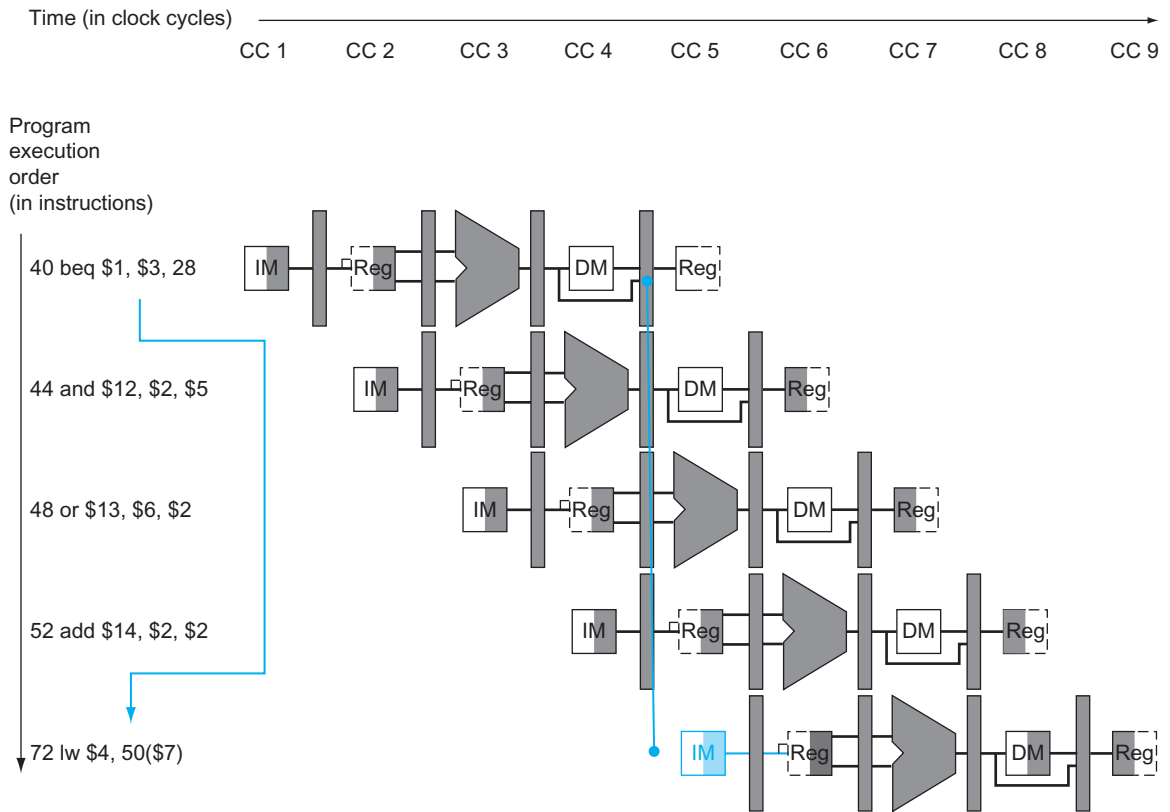 Time (in clock cycles)
CC 1 CC 2 CC 3 CC 4 CC 5 CC 6 CC 7 CC 8 CC 9
Program
execution
order
(in instructions)
40 beq $1, $3, 28
IM Reg DM Reg
44 and $12, $2, $5
IM Reg DM Reg
48 or $13, $6, $2
IM Reg DM Reg
52 add $14, $2, $2
IM Reg DM Reg
72 lw $4, 50($7)
IM Reg DM Reg